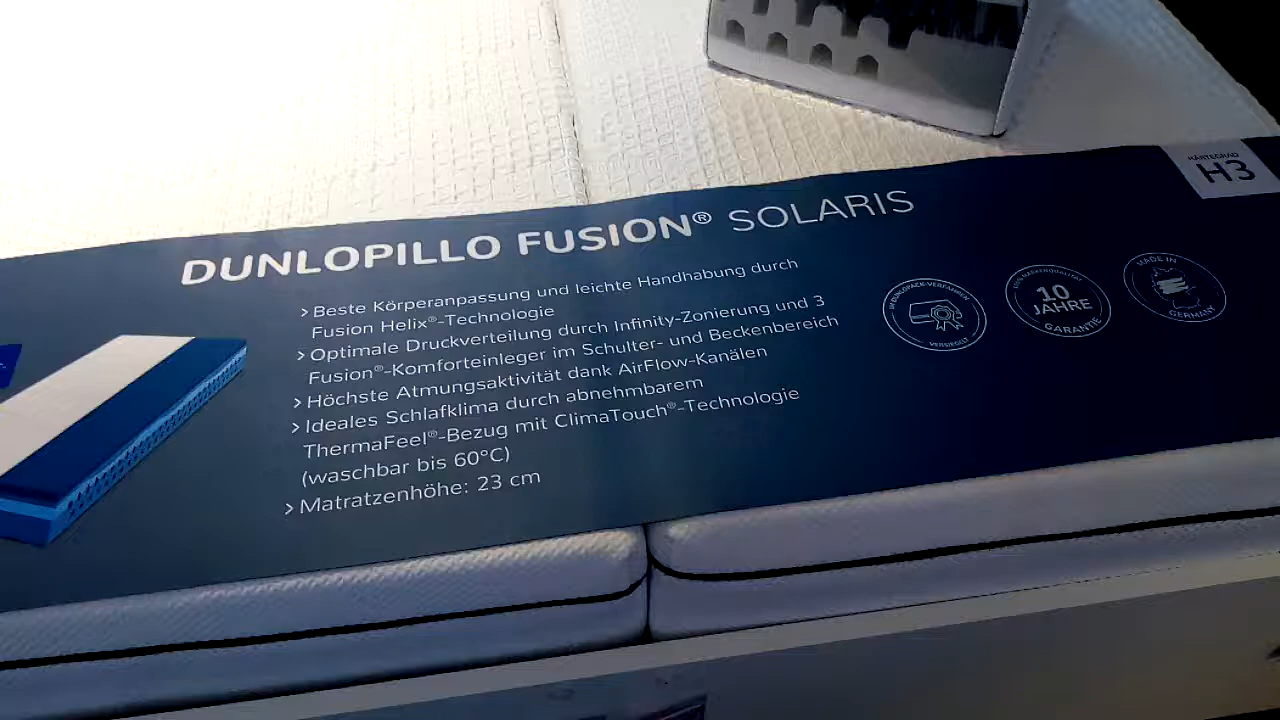 HÄRTEGRAD
H3
DUNLOPILLO FUSION® SOLARIS
> Beste Körperanpassung und leichte Handhabung durch
Fusion Helix®-Technologie
> Optimale Druckverteilung durch Infinity-Zonierung und 3
Fusion®-Komforteinleger im Schulter- und Beckenbereich
> Höchste Atmungsaktivität dank AirFlow-Kanälen
> Ideales Schlafklima durch abnehmbarem
ThermaFeel®-Bezug mit ClimaTouch®-Technologie
(waschbar bis 60°C)
> Matratzenhöhe: 23 cm
VERSIEGELT
10
JAHRE
GARANTIE
MADE IN
GERMANY